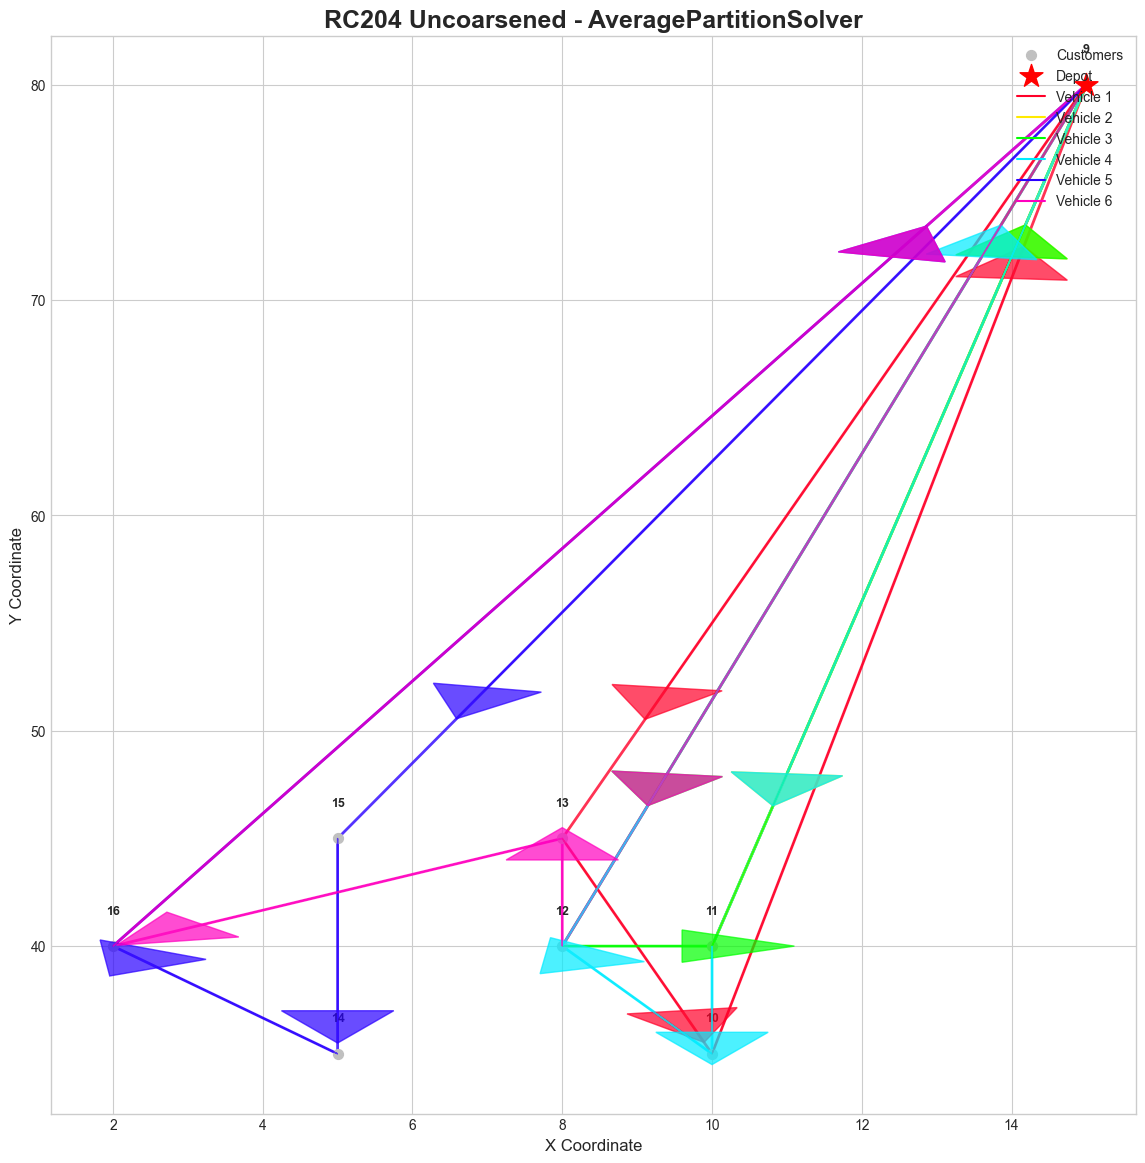 RC204 Uncoarsened - AveragePartitionSolver
9
Customers
Depot
Vehicle 1
Vehicle 2
Vehicle 3
Vehicle 4
Vehicle 5
Vehicle 6
80
70
60
50
40
Y Coordinate
15
13
16
12
11
14
10
2
4
6
8
10
12
14
X Coordinate